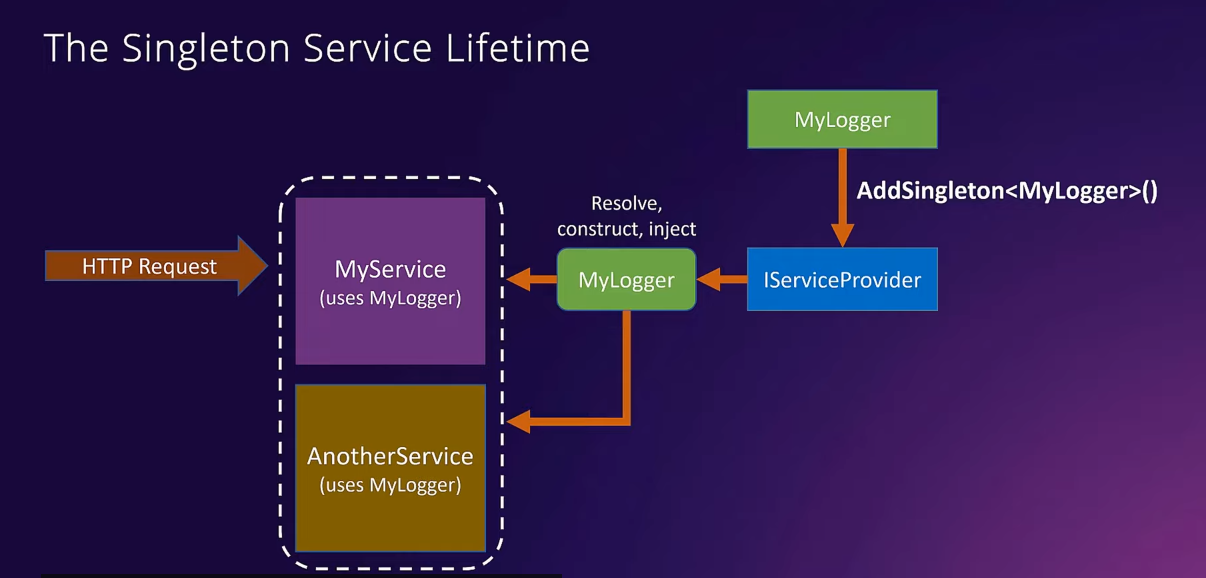 The Singleton Service Lifetime
MyLogger
AddSingleton<MyLogger>()
Resolve,
construct, inject
HTTP Request
MyService
(uses MyLogger)
MyLogger
IServiceProvider
AnotherService
(uses MyLogger)